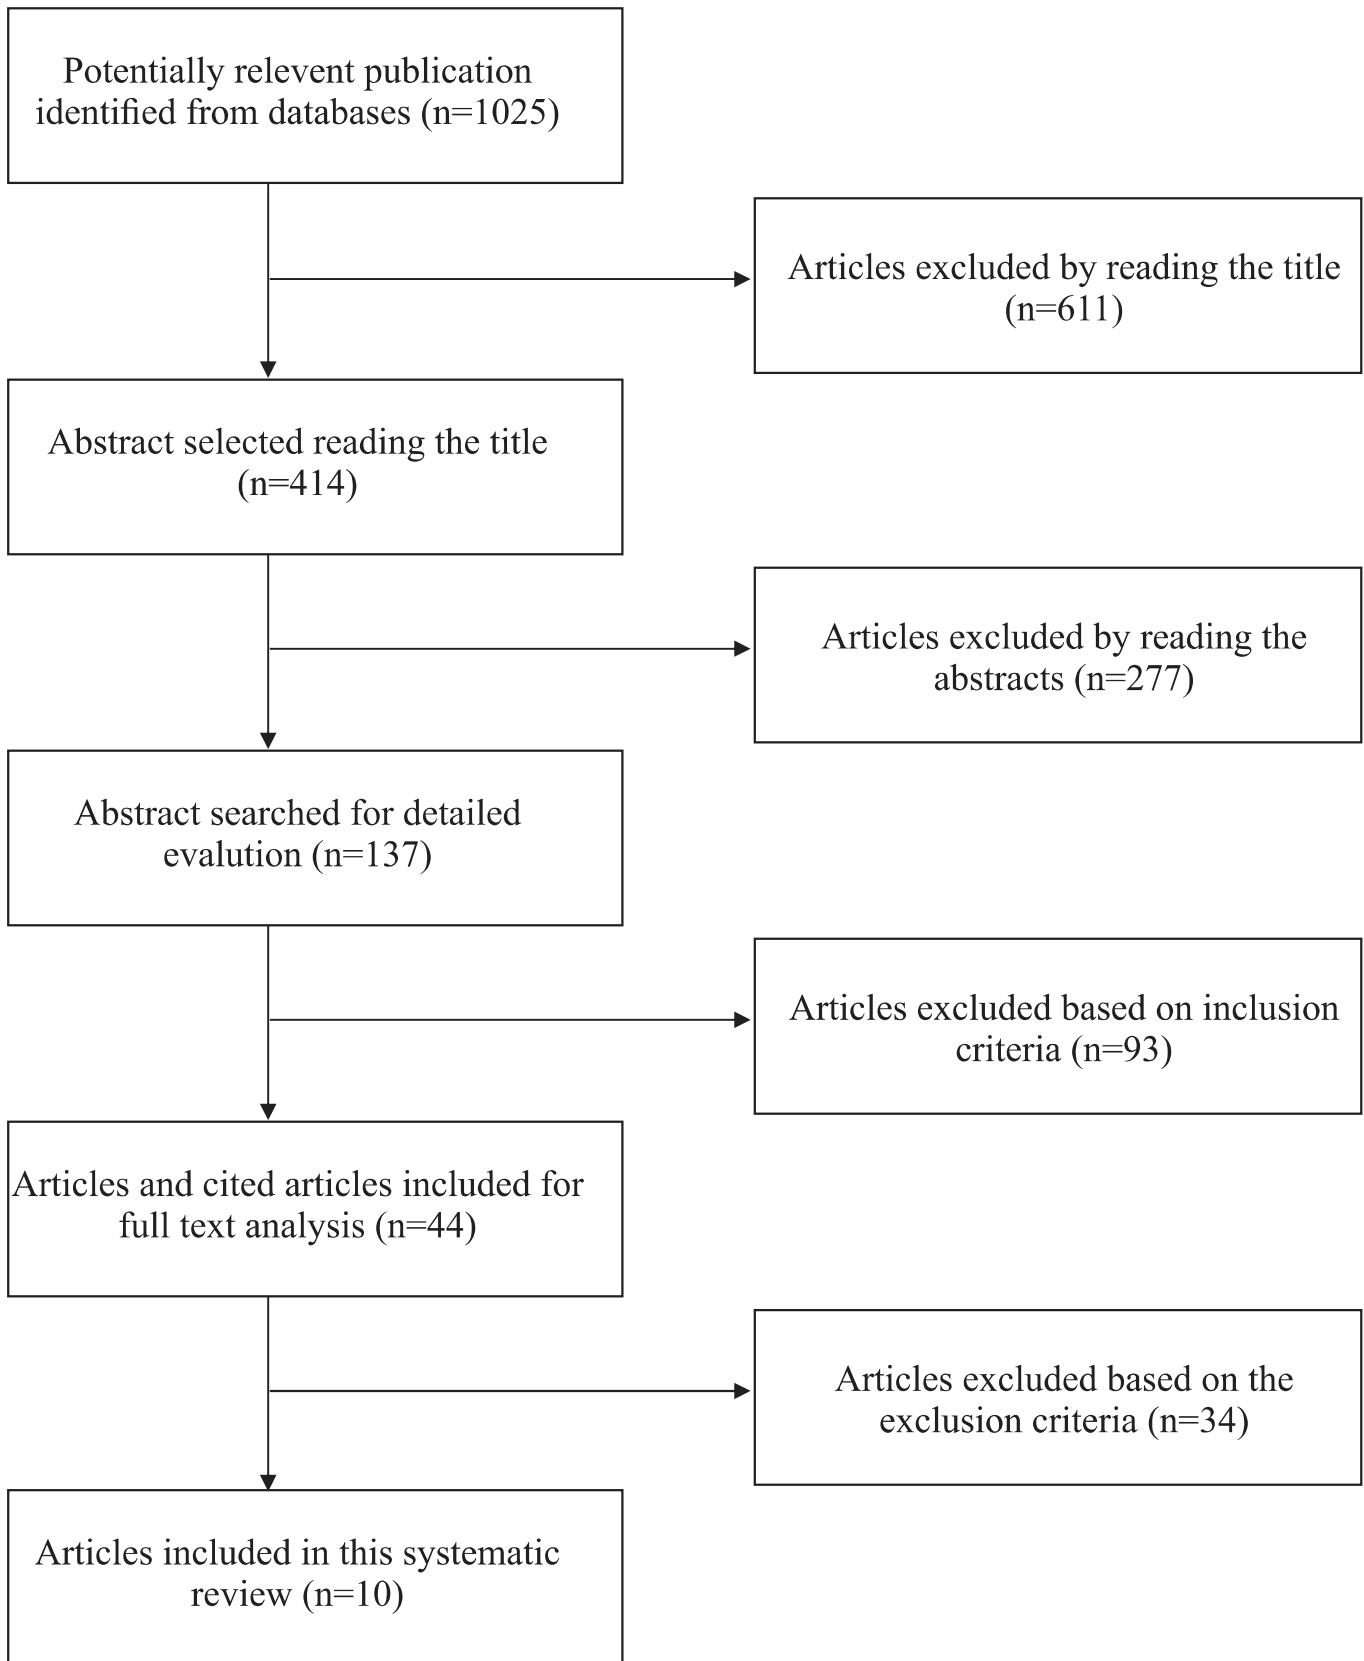 Potentially relevent publication
identified from databases (n=1025)
Articles excluded by reading the title
(n=611)
Abstract selected reading the title
(n=414)
Articles excluded by reading the
abstracts (n=277)
Abstract searched for detailed
evalution (n=137)
Articles excluded based on inclusion
criteria (n=93)
Articles and cited articles included for
full text analysis (n=44)
Articles excluded based on the
exclusion criteria (n=34)
Articles included in this systematic
review (n=10)